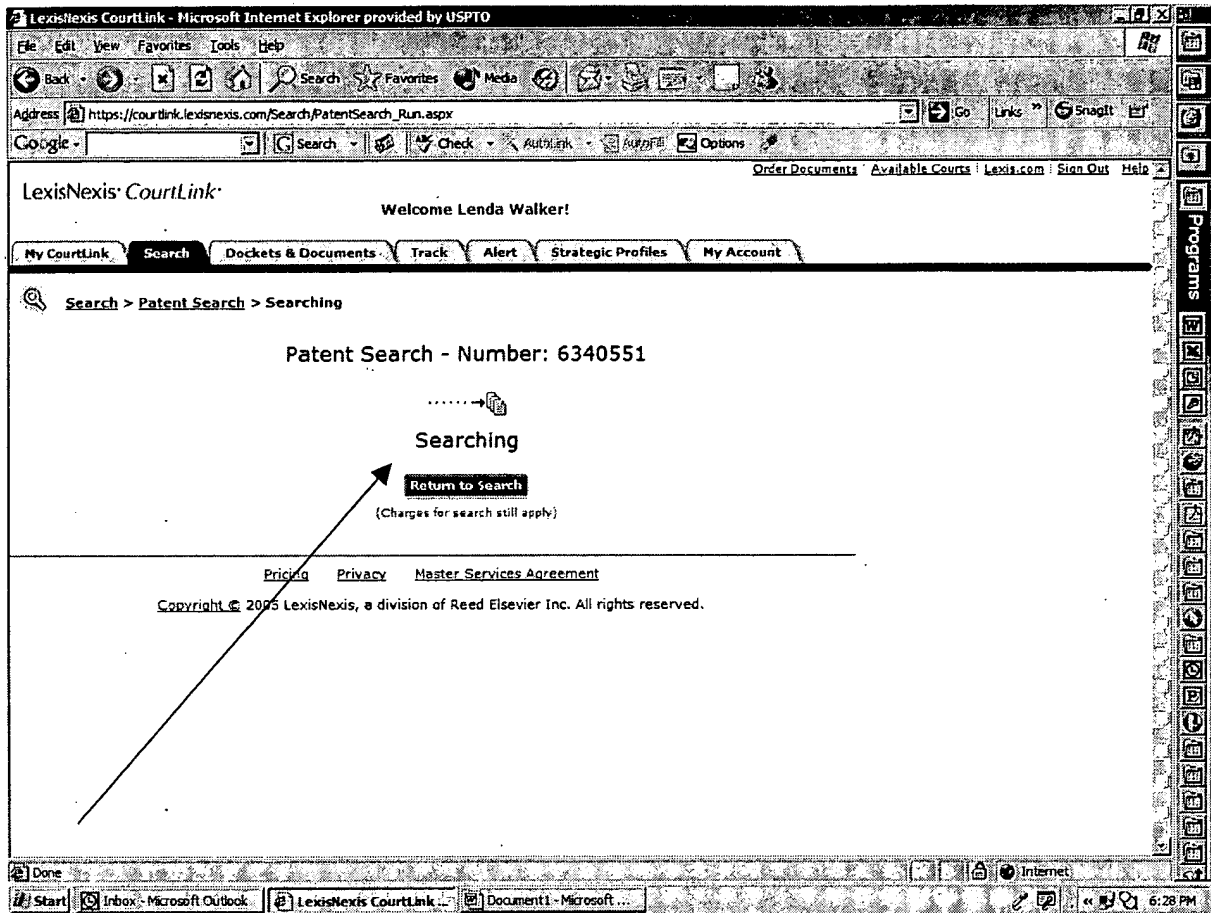 LexisNexis CourtLink - Microsoft Internet Explorer provided by USPTO
File Edit View Favorites Tools Help
Back Search Favorites Media
Address https://courtlink.lexisnexis.com/Search/PatentSearch_Run.aspx Go Links » SnagIt
Google - Search Check AutoLink AutoFill Options
Order Documents Available Courts Lexis.com Sign Out Help
LexisNexis CourtLink
Welcome Lenda Walker!
My CourtLink Search Dockets & Documents Track Alert Strategic Profiles My Account
Search > Patent Search > Searching
Patent Search - Number: 6340551
Searching
Return to Search
(Charges for search still apply)
Pricing Privacy Master Services Agreement
Copyright © 2005 LexisNexis, a division of Reed Elsevier Inc. All rights reserved.
Programs
Done Internet
Start Inbox - Microsoft Outlook LexisNexis CourtLink ... Document1 - Microsoft ... « 6:28 PM